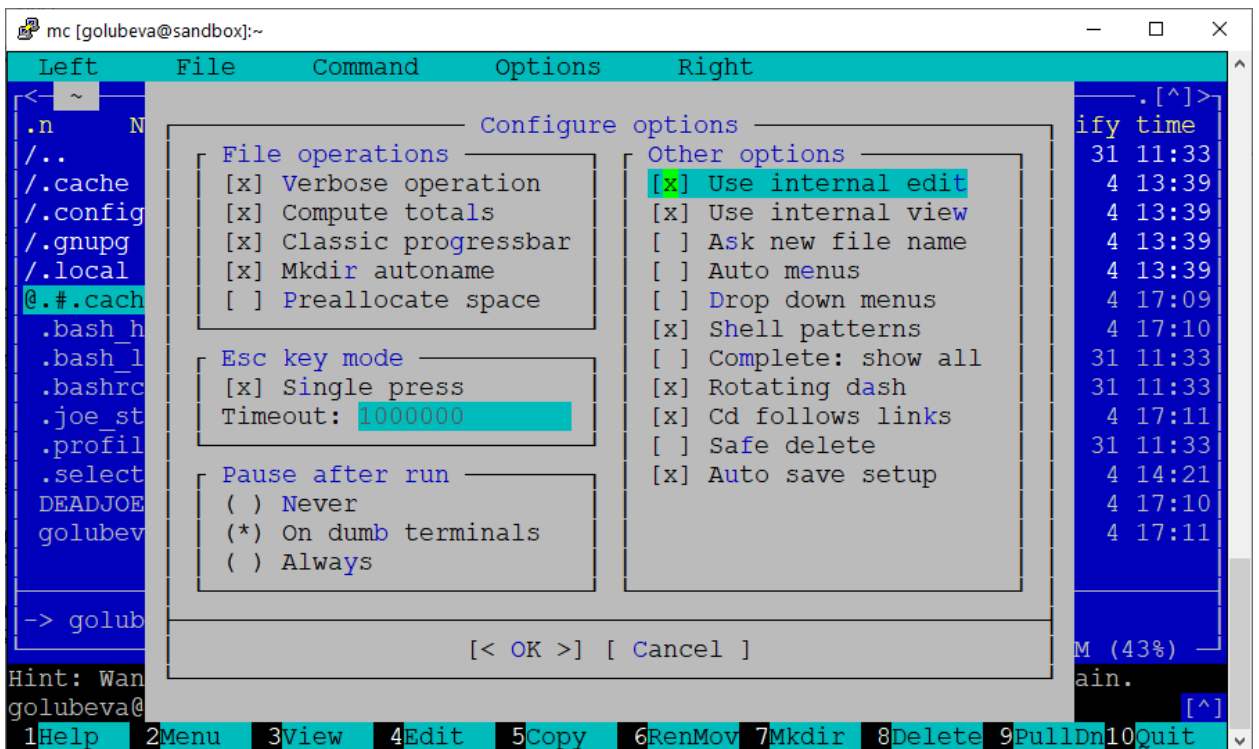 mc [golubeva@sandbox]:~
Left File Command Options Right
<- ~ .[^]>
.n N ify time
/.. 31 11:33
/.cache 4 13:39
/.config 4 13:39
/.gnupg 4 13:39
/.local 4 13:39
@.#.cach 4 17:09
.bash_h 4 17:10
.bash_l 31 11:33
.bashrc 31 11:33
.joe_st 4 17:11
.profil 31 11:33
.select 4 14:21
DEADJOE 4 17:10
golubev 4 17:11
-> golub
M (43%)
Configure options
File operations
[x] Verbose operation
[x] Compute totals
[x] Classic progressbar
[x] Mkdir autoname
[ ] Preallocate space
Esc key mode
[x] Single press
Timeout: 1000000
Pause after run
( ) Never
(*) On dumb terminals
( ) Always
Other options
[x] Use internal edit
[x] Use internal view
[ ] Ask new file name
[ ] Auto menus
[ ] Drop down menus
[x] Shell patterns
[ ] Complete: show all
[x] Rotating dash
[x] Cd follows links
[ ] Safe delete
[x] Auto save setup
[< OK >] [ Cancel ]
Hint: Wan ain.
golubeva@ [^]
1Help 2Menu 3View 4Edit 5Copy 6RenMov 7Mkdir 8Delete 9PullDn 10Quit